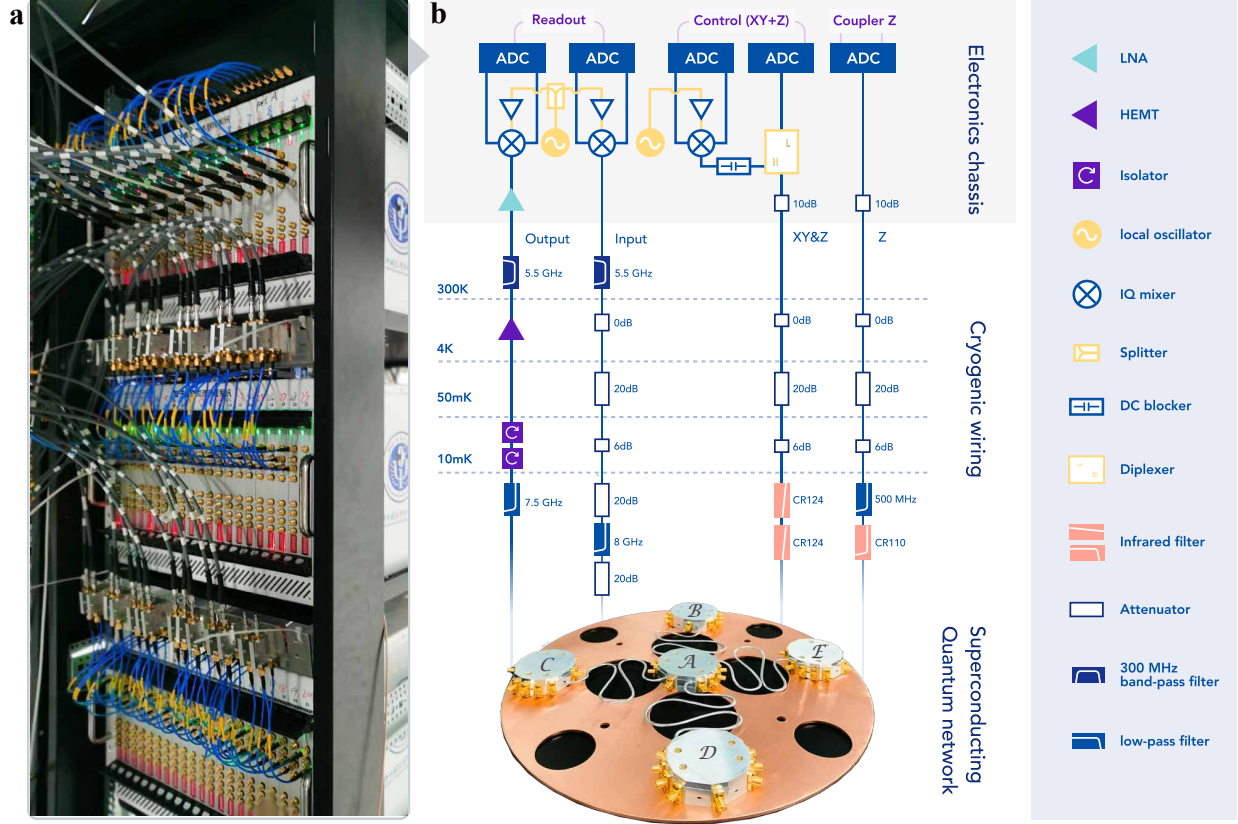 a
b
Readout
Control (XY+Z)
Coupler Z
ADC
ADC
ADC
ADC
ADC
L
H
10dB
10dB
Electronics chassis
Output
Input
XY&Z
Z
5.5 GHz
5.5 GHz
300K
0dB
0dB
0dB
4K
20dB
20dB
20dB
50mK
6dB
6dB
6dB
10mK
Cryogenic wiring
7.5 GHz
20dB
CR124
500 MHz
8 GHz
CR124
CR110
20dB
B
C
A
E
D
Superconducting
Quantum network
LNA
HEMT
Isolator
local oscillator
IQ mixer
Splitter
DC blocker
Diplexer
Infrared filter
Attenuator
300 MHz
band-pass filter
low-pass filter